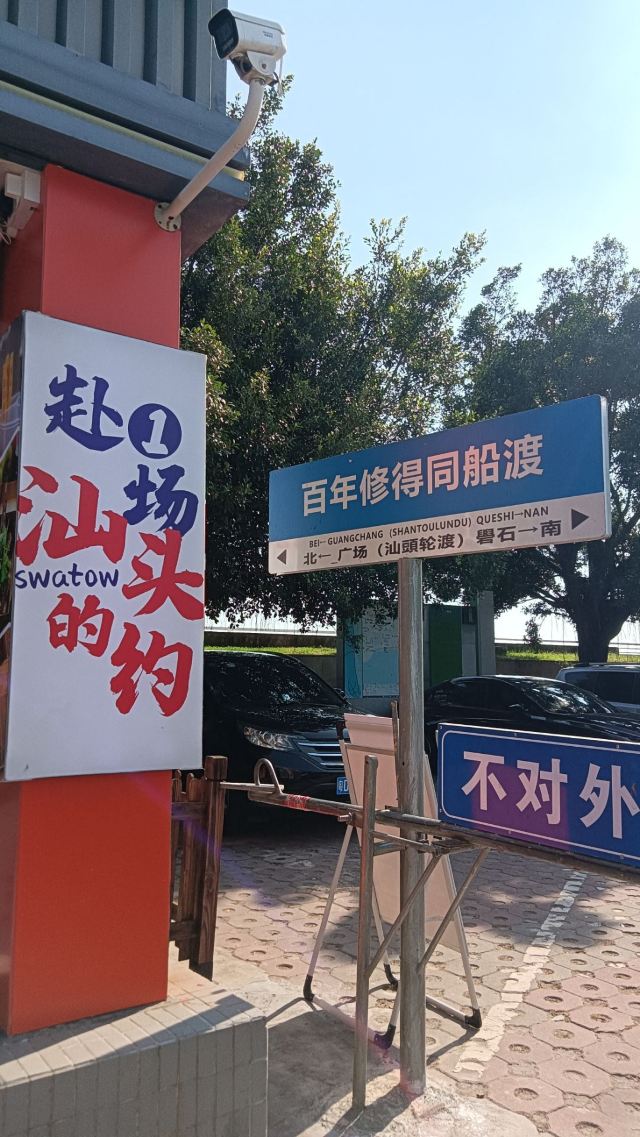 赴1场
汕头
swatow
的约
百年修得同船渡
BEI←GUANGCHANG (SHANTOULUNDU) QUESHI→NAN
北←广场（汕頭轮渡）礐石→南
不对外